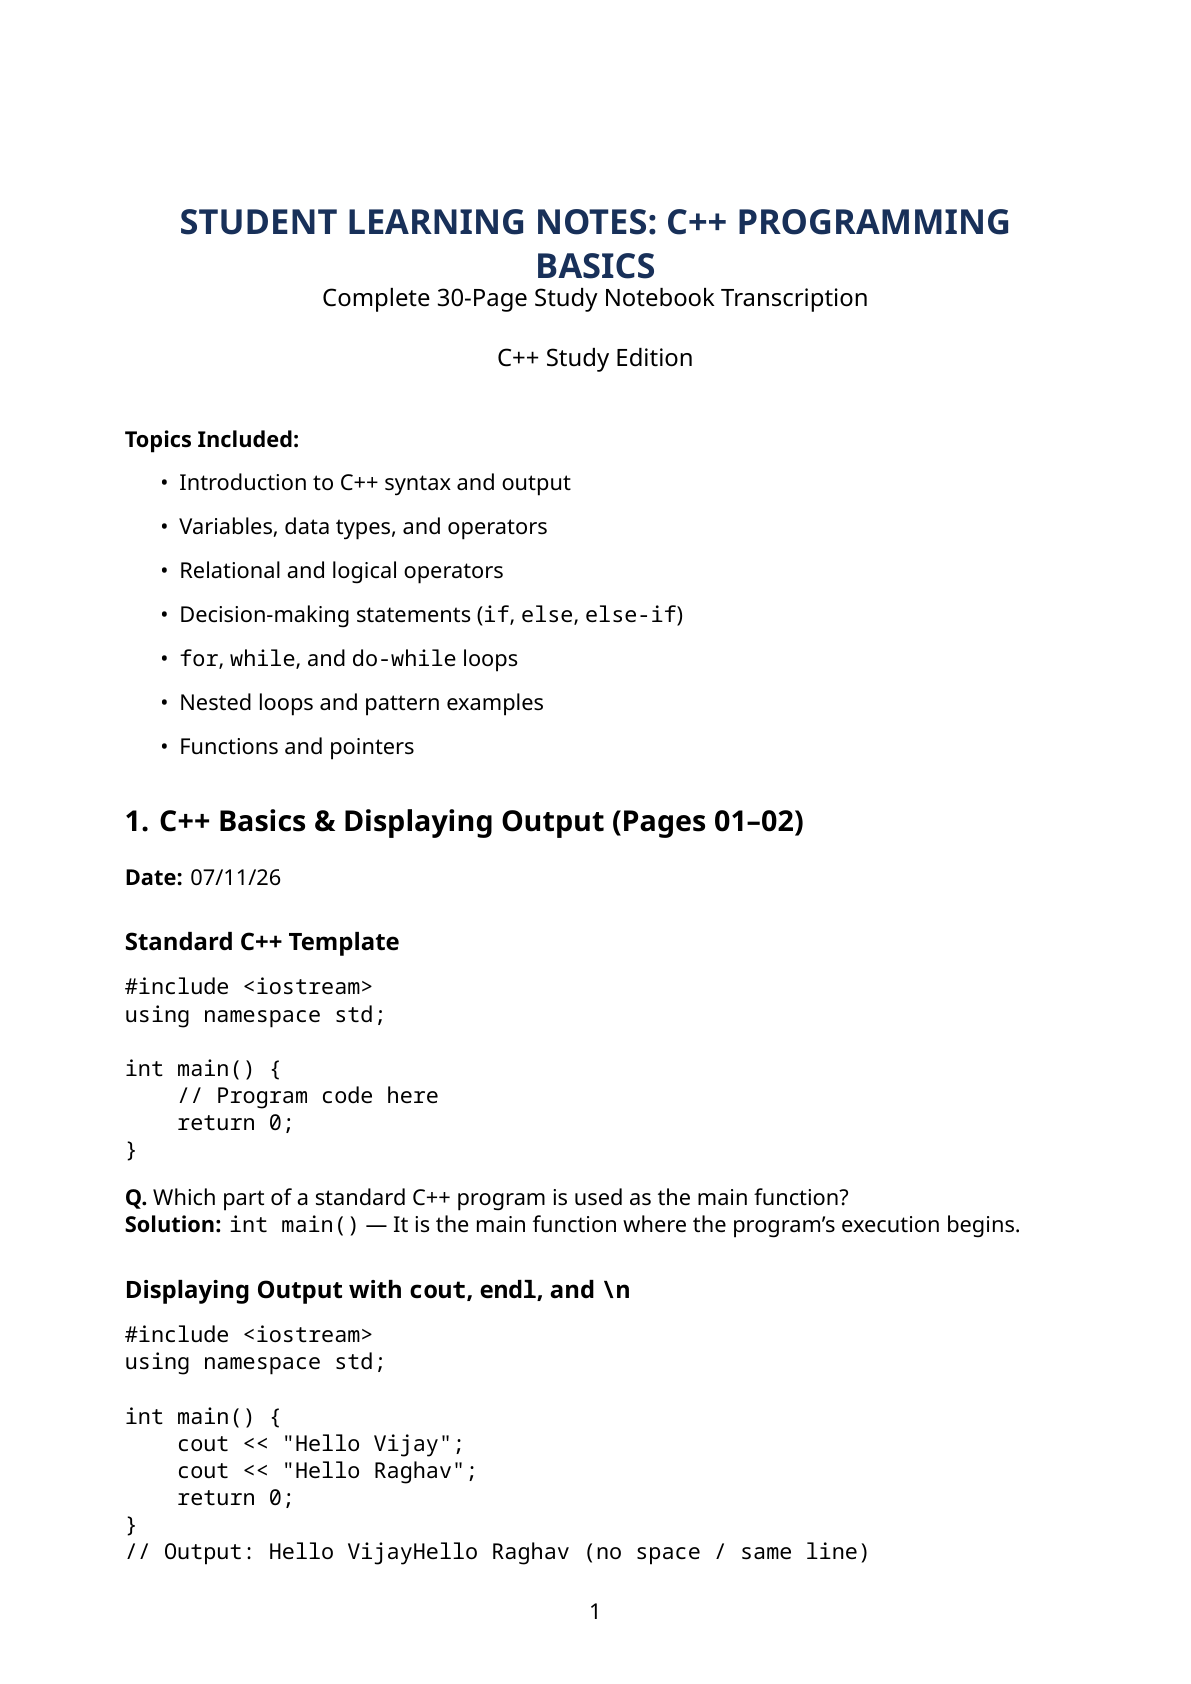 STUDENT LEARNING NOTES: C++ PROGRAMMING
BASICS
Complete 30-Page Study Notebook Transcription
C++ Study Edition
Topics Included:
• Introduction to C++ syntax and output
• Variables, data types, and operators
• Relational and logical operators
• Decision-making statements (if, else, else-if)
• for, while, and do-while loops
• Nested loops and pattern examples
• Functions and pointers
1. C++ Basics & Displaying Output (Pages 01–02)
Date: 07/11/26
Standard C++ Template
#include <iostream>
using namespace std;
int main() {
    // Program code here
    return 0;
}
Q. Which part of a standard C++ program is used as the main function?
Solution: int main() — It is the main function where the program’s execution begins.
Displaying Output with cout, endl, and \n
#include <iostream>
using namespace std;
int main() {
    cout << "Hello Vijay";
    cout << "Hello Raghav";
    return 0;
}
// Output: Hello VijayHello Raghav (no space / same line)
1